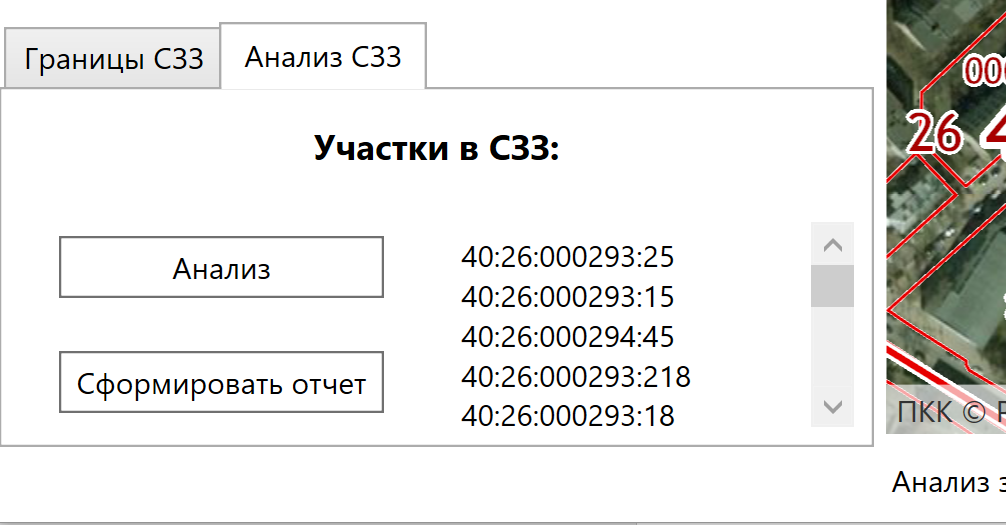 Границы СЗЗ
Анализ СЗЗ
Участки в СЗЗ:
Анализ
Сформировать отчет
40:26:000293:25
40:26:000293:15
40:26:000294:45
40:26:000293:218
40:26:000293:18
26
ПКК ©
Анализ